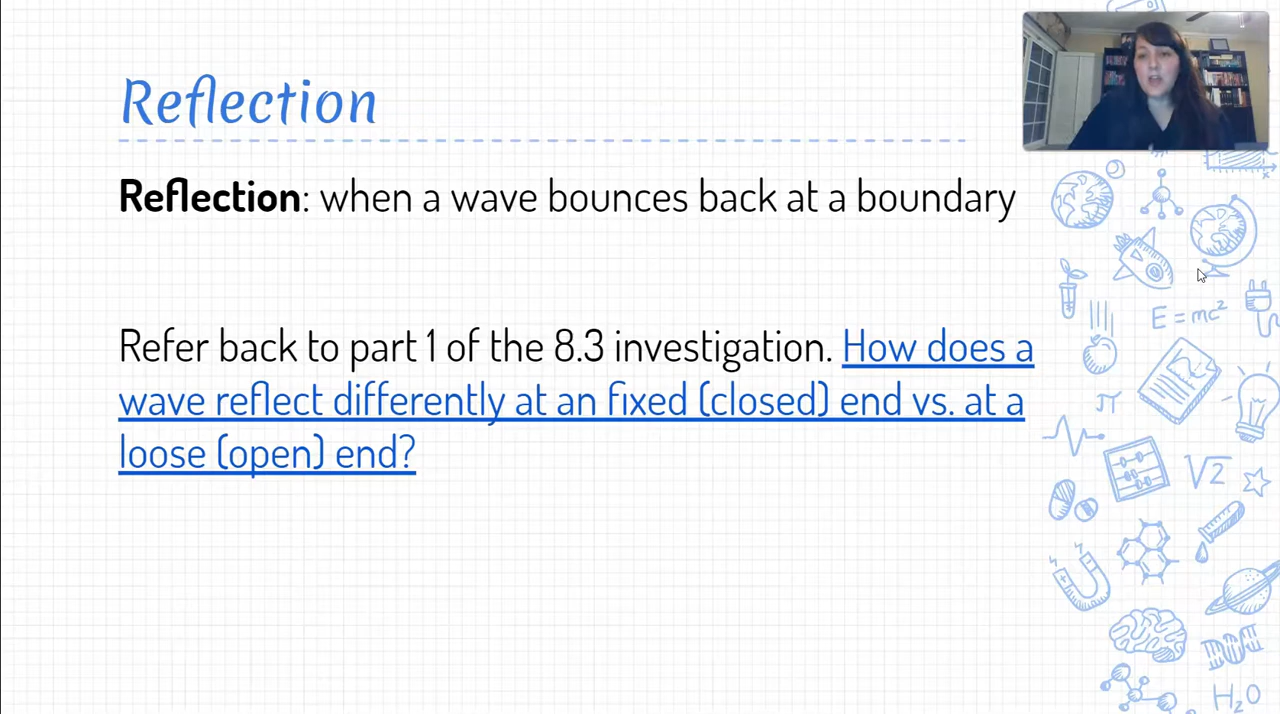 Reflection
Reflection: when a wave bounces back at a boundary
Refer back to part 1 of the 8.3 investigation. How does a
wave reflect differently at an fixed (closed) end vs. at a
loose (open) end?
E=mc²
π
√2
H₂O